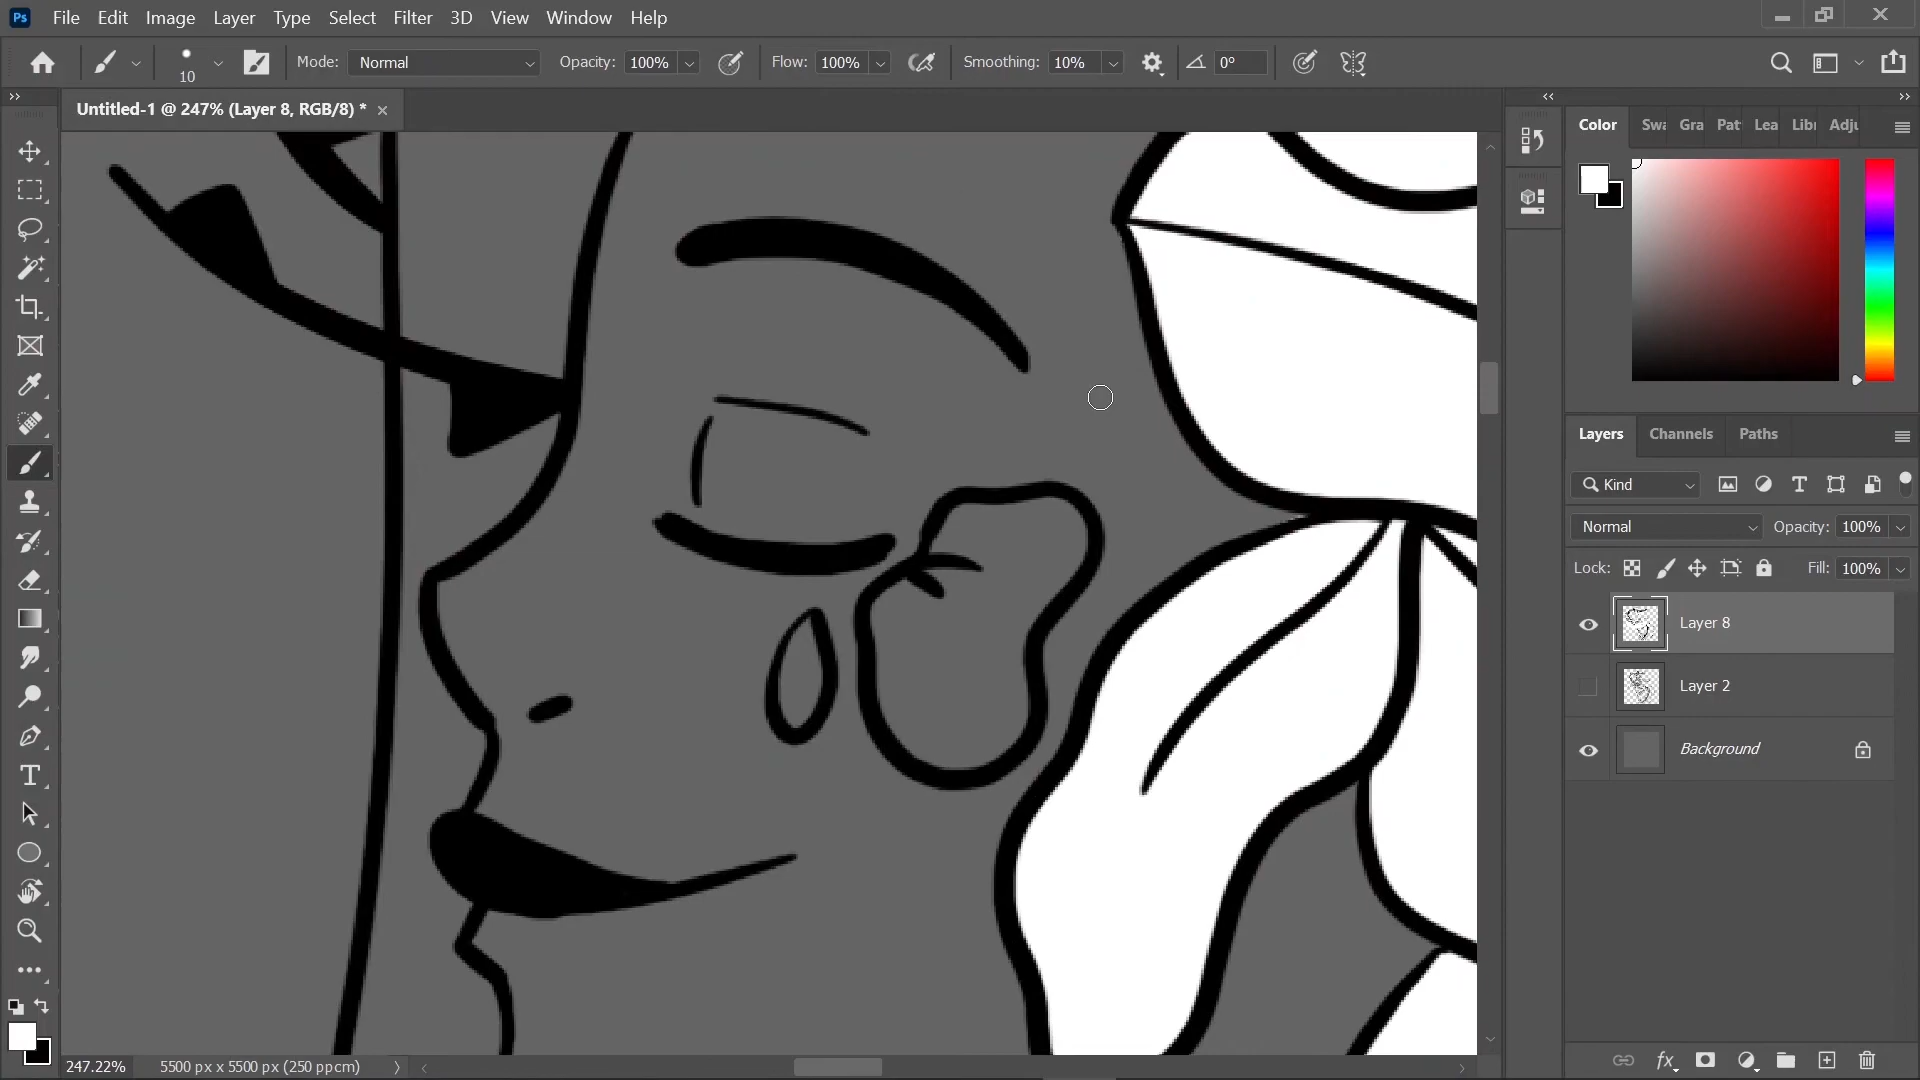 Ps File Edit Image Layer Type Select Filter 3D View Window Help
10 Mode: Normal Opacity: 100% Flow: 100% Smoothing: 10% 0°
Untitled-1 @ 247% (Layer 8, RGB/8) *
Color Swa Gra Pat Lea Libr Adju
Layers Channels Paths
Kind
Normal Opacity: 100%
Lock: Fill: 100%
Layer 8
Layer 2
Background
247.22% 5500 px x 5500 px (250 ppcm)